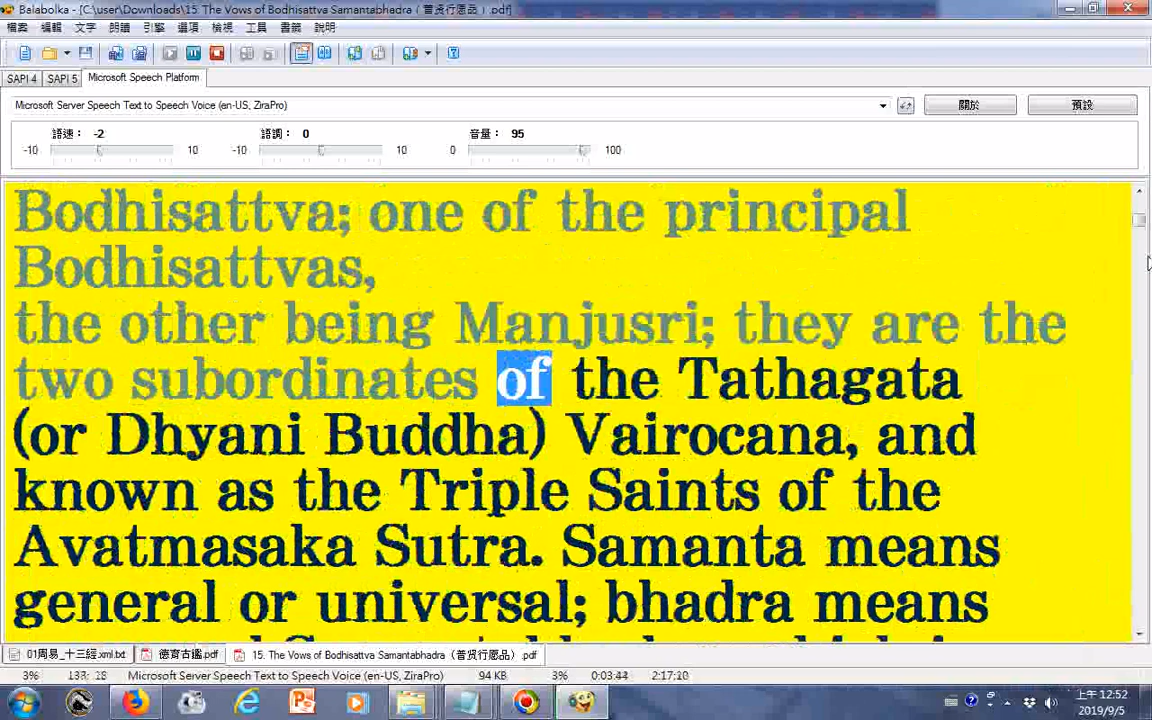 Balabolka - [C:\user\Downloads\15. The Vows of Bodhisattva Samantabhadra（普贤行愿品）.pdf]
檔案 編輯 文字 朗讀 引擎 選項 檢視 工具 書籤 說明
SAPI 4 SAPI 5 Microsoft Speech Platform
Microsoft Server Speech Text to Speech Voice (en-US, ZiraPro) 關於 預設
語速： -2 語調： 0 音量： 95
-10 10 -10 10 0 100
Bodhisattva; one of the principal
Bodhisattvas,
the other being Manjusri; they are the
two subordinates of the Tathagata
(or Dhyani Buddha) Vairocana, and
known as the Triple Saints of the
Avatmasaka Sutra. Samanta means
general or universal; bhadra means
01周易_十三經.xml.txt 德育古鑑.pdf 15. The Vows of Bodhisattva Samantabhadra（普贤行愿品）.pdf
3% Microsoft Server Speech Text to Speech Voice (en-US, ZiraPro) 94 KB 3% 0:03:44 2:17:20
上午 12:52
2019/9/5